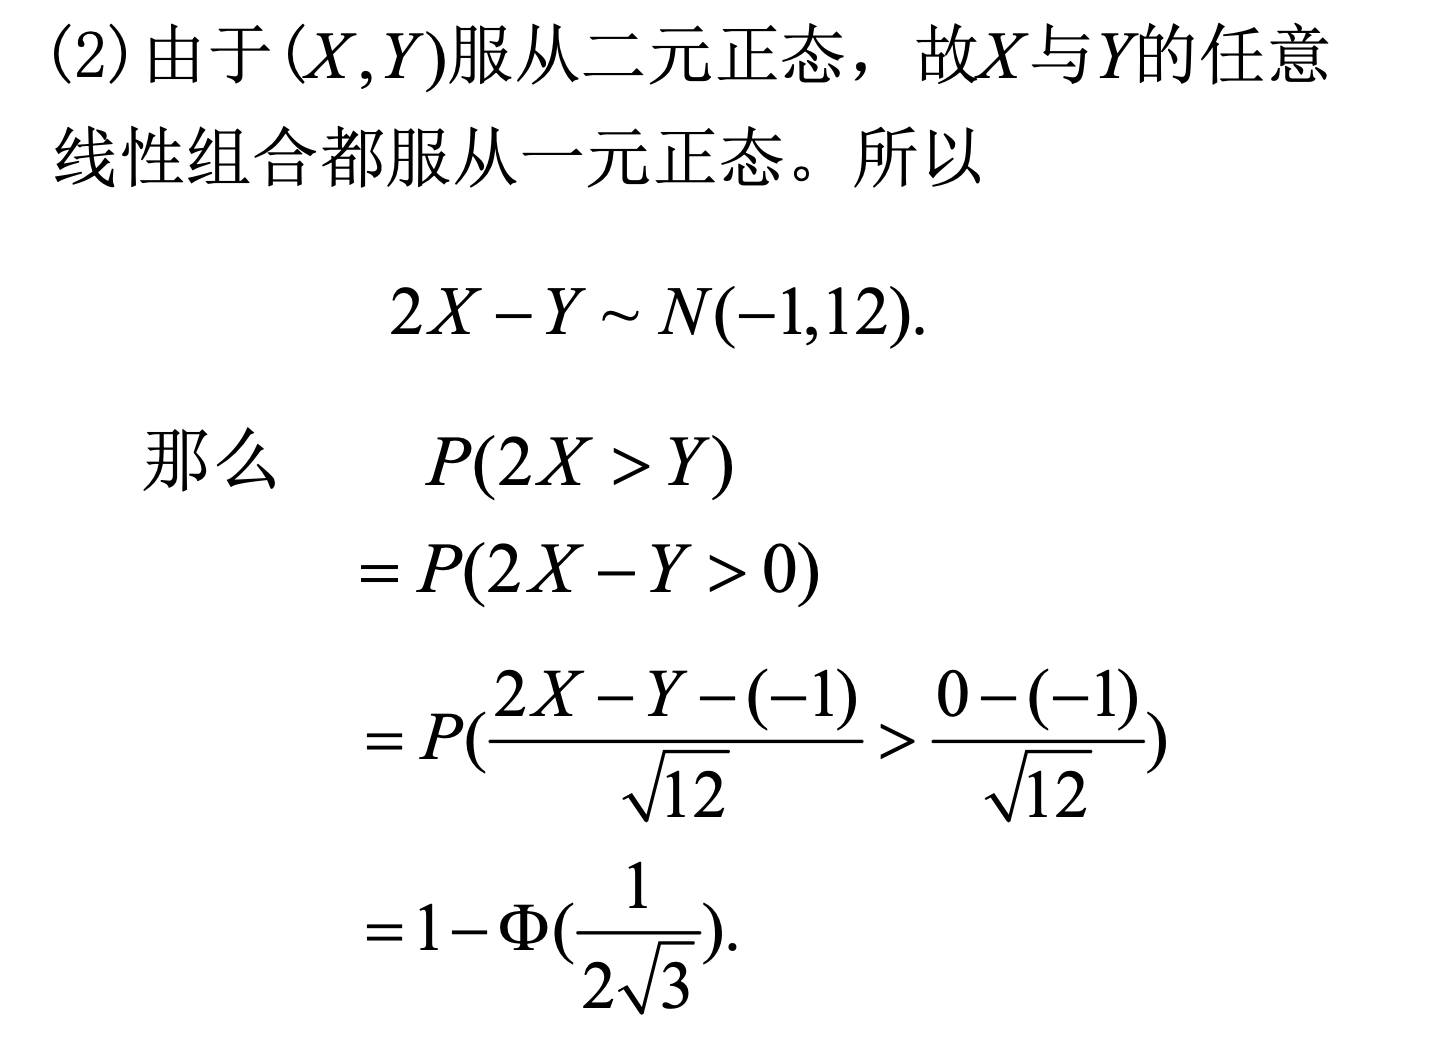 (2)由于(X,Y)服从二元正态，故X与Y的任意
线性组合都服从一元正态。所以
2X − Y ~ N(−1,12).
那么 P(2X > Y)
= P(2X − Y > 0)
= P(\frac{2X − Y − (−1)}{\sqrt{12}} > \frac{0 − (−1)}{\sqrt{12}})
= 1 − Φ(\frac{1}{2\sqrt{3}}).